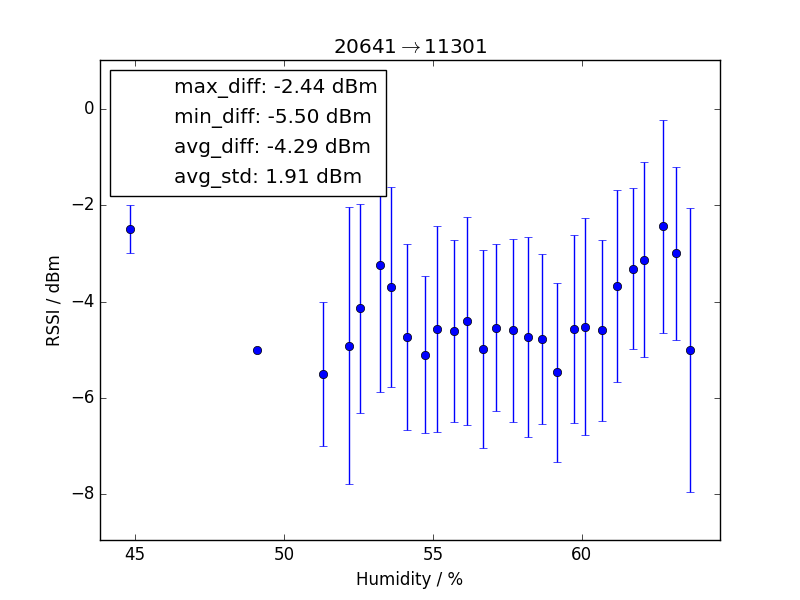 20641→11301
max_diff: -2.44 dBm
min_diff: -5.50 dBm
avg_diff: -4.29 dBm
avg_std: 1.91 dBm
0
−2
−4
−6
−8
RSSI / dBm
45 50 55 60
Humidity / %